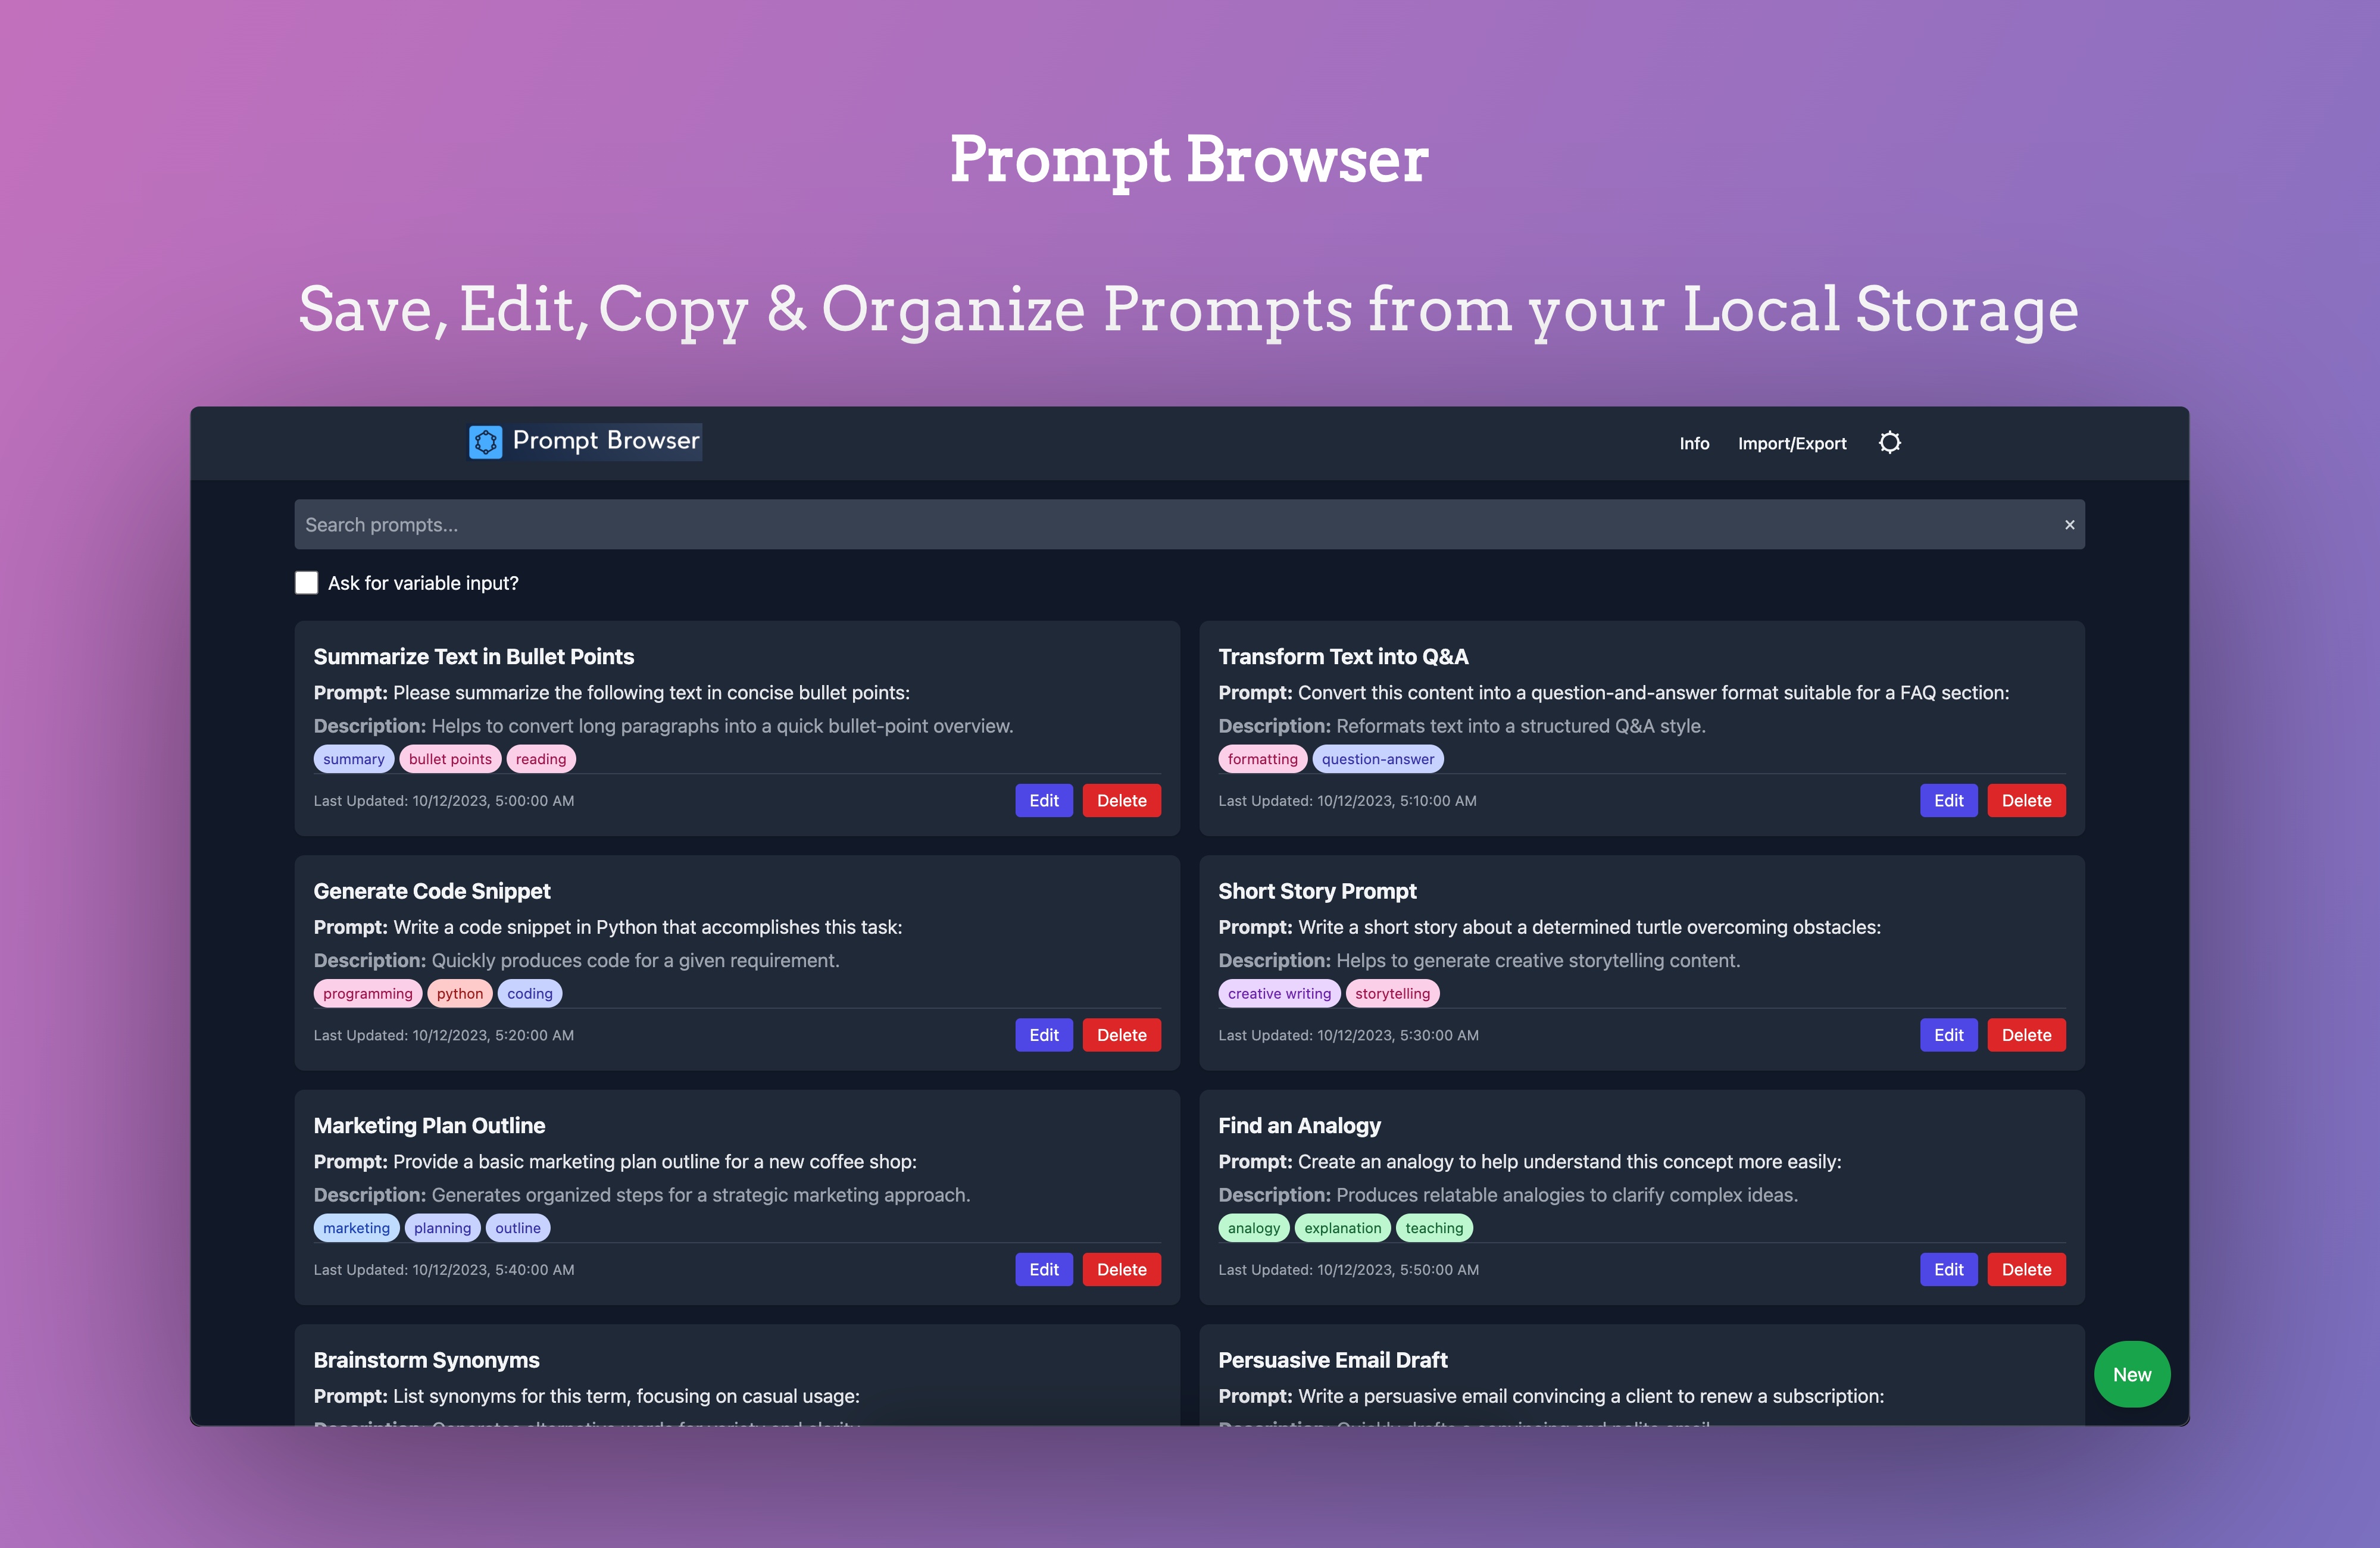 Prompt Browser
Save, Edit, Copy & Organize Prompts from your Local Storage
Prompt Browser
Info
Import/Export
Search prompts...
×
Ask for variable input?
Summarize Text in Bullet Points
Prompt: Please summarize the following text in concise bullet points:
Description: Helps to convert long paragraphs into a quick bullet-point overview.
summary bullet points reading
Last Updated: 10/12/2023, 5:00:00 AM
Edit Delete
Transform Text into Q&A
Prompt: Convert this content into a question-and-answer format suitable for a FAQ section:
Description: Reformats text into a structured Q&A style.
formatting question-answer
Last Updated: 10/12/2023, 5:10:00 AM
Edit Delete
Generate Code Snippet
Prompt: Write a code snippet in Python that accomplishes this task:
Description: Quickly produces code for a given requirement.
programming python coding
Last Updated: 10/12/2023, 5:20:00 AM
Edit Delete
Short Story Prompt
Prompt: Write a short story about a determined turtle overcoming obstacles:
Description: Helps to generate creative storytelling content.
creative writing storytelling
Last Updated: 10/12/2023, 5:30:00 AM
Edit Delete
Marketing Plan Outline
Prompt: Provide a basic marketing plan outline for a new coffee shop:
Description: Generates organized steps for a strategic marketing approach.
marketing planning outline
Last Updated: 10/12/2023, 5:40:00 AM
Edit Delete
Find an Analogy
Prompt: Create an analogy to help understand this concept more easily:
Description: Produces relatable analogies to clarify complex ideas.
analogy explanation teaching
Last Updated: 10/12/2023, 5:50:00 AM
Edit Delete
Brainstorm Synonyms
Prompt: List synonyms for this term, focusing on casual usage:
Persuasive Email Draft
Prompt: Write a persuasive email convincing a client to renew a subscription:
New